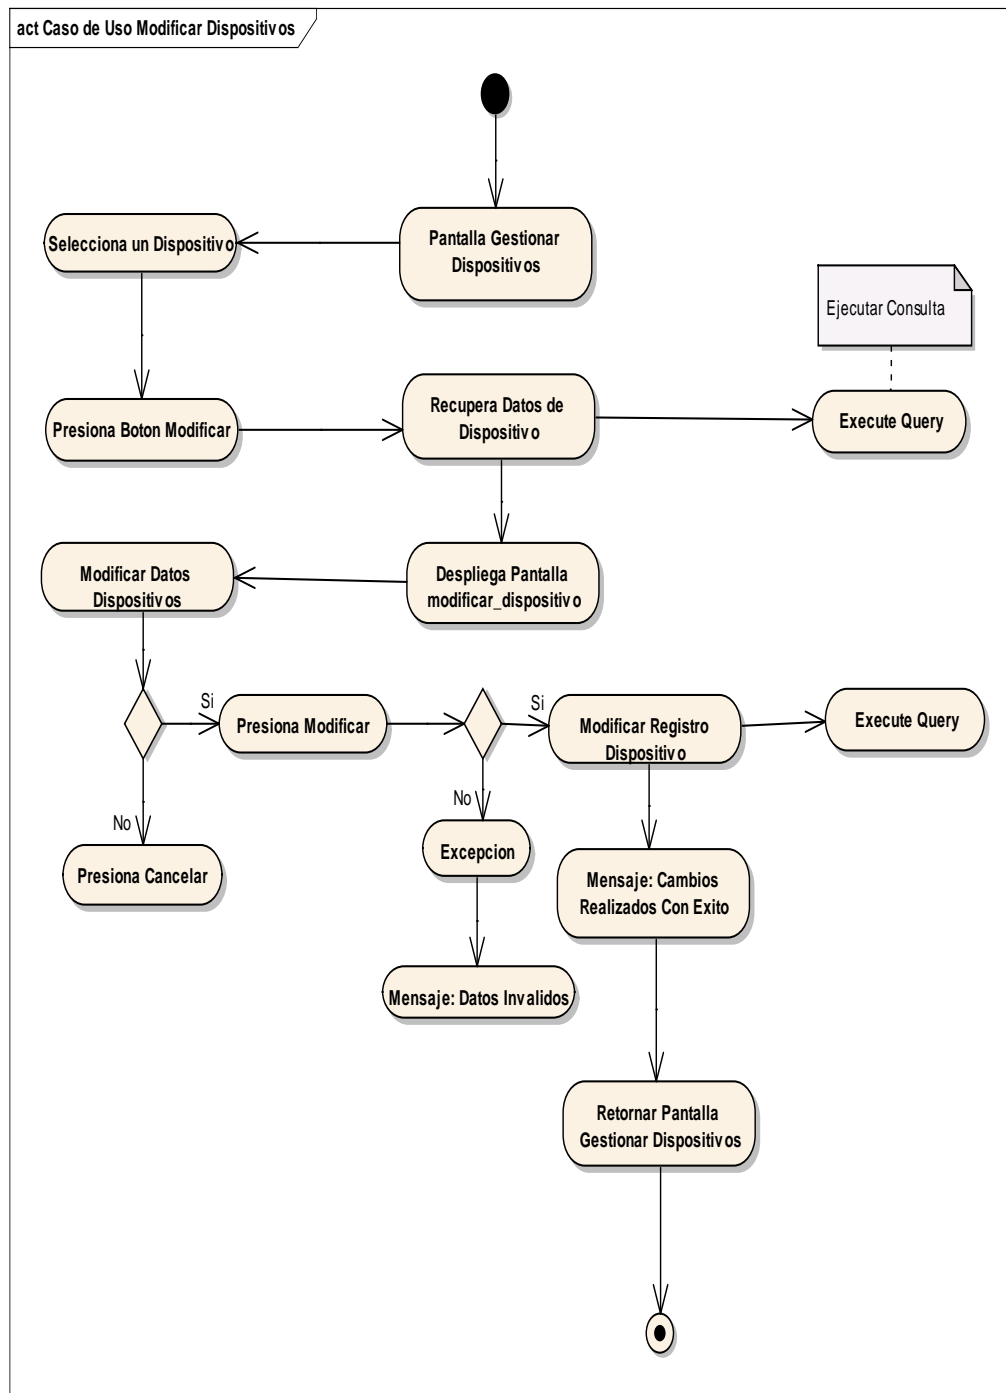 act Caso de Uso Modificar Dispositivos
Pantalla Gestionar
Dispositivos
Selecciona un Dispositivo
Ejecutar Consulta
Presiona Boton Modificar
Recupera Datos de
Dispositivo
Execute Query
Modificar Datos
Dispositivos
Despliega Pantalla
modificar_dispositivo
Si
Presiona Modificar
Si
Modificar Registro
Dispositivo
Execute Query
No
Presiona Cancelar
No
Excepcion
Mensaje: Cambios
Realizados Con Exito
Mensaje: Datos Invalidos
Retornar Pantalla
Gestionar Dispositivos